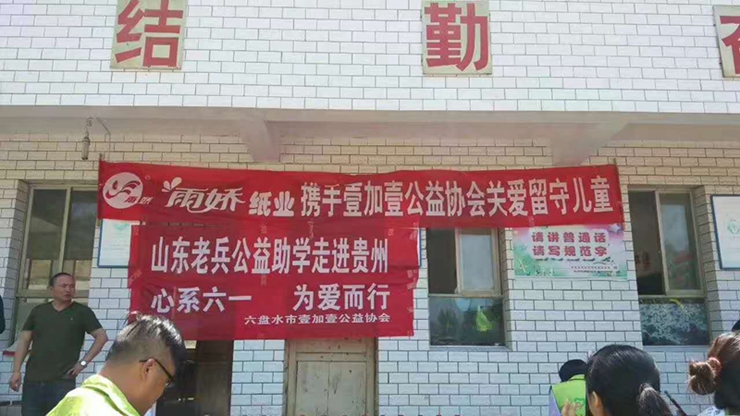 结 勤
雨娇 纸业 携手壹加壹公益协会关爱留守儿童
山东老兵公益助学走进贵州
心系六一 为爱而行
六盘水市壹加壹公益协会
请讲普通话
请写规范字